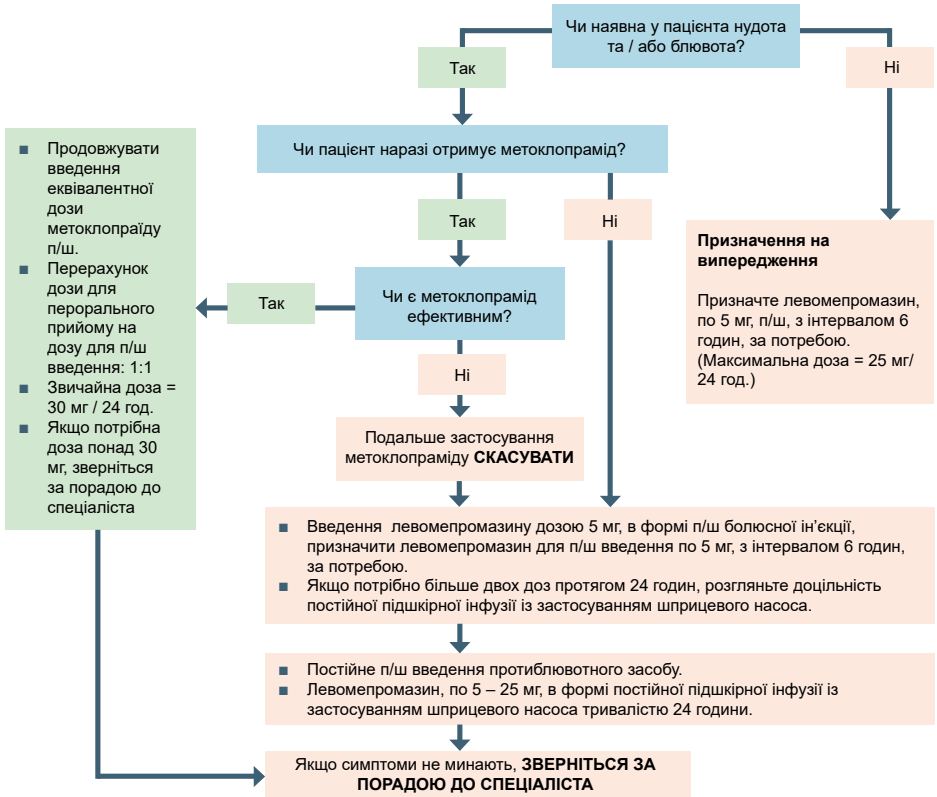 Чи наявна у пацієнта нудота
та / або блювота?
Так
Ні
Чи пацієнт наразі отримує метоклопрамід?
Так
Ні
Призначення на
випередження
Призначте левомепромазин,
по 5 мг, п/ш, з інтервалом 6
годин, за потребою.
(Максимальна доза = 25 мг/
24 год.)
Чи є метоклопрамід
ефективним?
Так
■ Продовжувати
введення
еквівалентної
дози
метоклопраїду
п/ш.
■ Перерахунок
дози для
перорального
прийому на
дозу для п/ш
введення: 1:1
■ Звичайна доза =
30 мг / 24 год.
■ Якщо потрібна
доза понад 30
мг, зверніться
за порадою до
спеціаліста
Ні
Подальше застосування
метоклопраміду СКАСУВАТИ
■ Введення левомепромазину дозою 5 мг, в формі п/ш болюсної ін’єкції,
призначити левомепромазин для п/ш введення по 5 мг, з інтервалом 6 годин,
за потребою.
■ Якщо потрібно більше двох доз протягом 24 годин, розгляньте доцільність
постійної підшкірної інфузії із застосуванням шприцевого насоса.
■ Постійне п/ш введення протиблювотного засобу.
■ Левомепромазин, по 5 – 25 мг, в формі постійної підшкірної інфузії із
застосуванням шприцевого насоса тривалістю 24 години.
Якщо симптоми не минають, ЗВЕРНІТЬСЯ ЗА
ПОРАДОЮ ДО СПЕЦІАЛІСТА